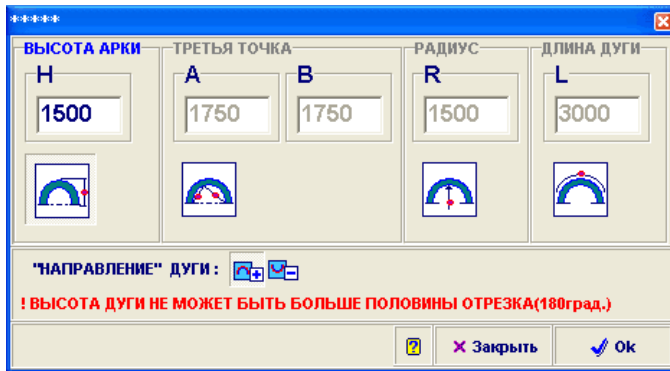 ******
ВЫСОТА АРКИ ТРЕТЬЯ ТОЧКА РАДИУС ДЛИНА ДУГИ
H A B R L
1500 1750 1750 1500 3000
"НАПРАВЛЕНИЕ" ДУГИ :
! ВЫСОТА ДУГИ НЕ МОЖЕТ БЫТЬ БОЛЬШЕ ПОЛОВИНЫ ОТРЕЗКА(180град.)
? Закрыть Ok